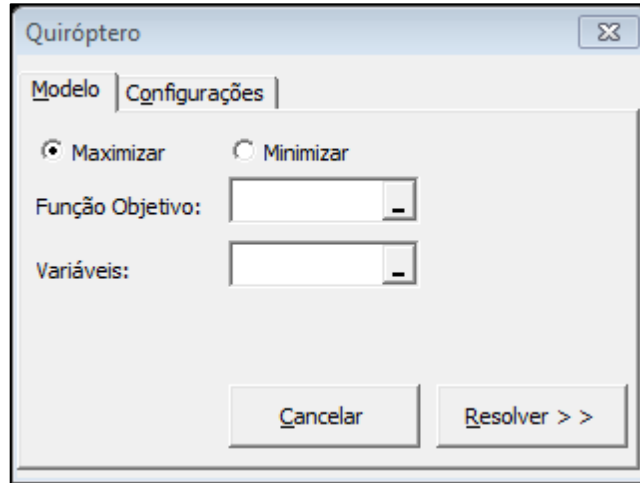 Quiróptero
Modelo Configurações
Maximizar Minimizar
Função Objetivo:
Variáveis:
Cancelar Resolver > >